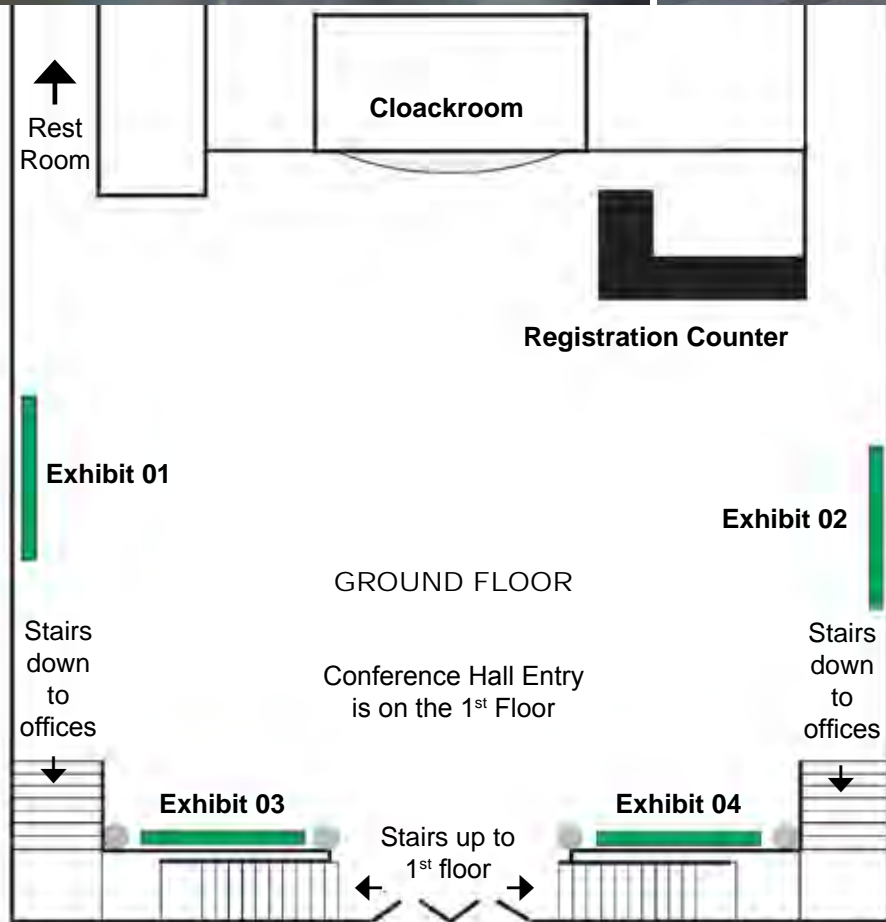 Rest
Room
Cloackroom
Registration Counter
Exhibit 01
Exhibit 02
GROUND FLOOR
Stairs
down
to
offices
Conference Hall Entry
is on the 1st Floor
Stairs
down
to
offices
Exhibit 03
Exhibit 04
Stairs up to
1st floor